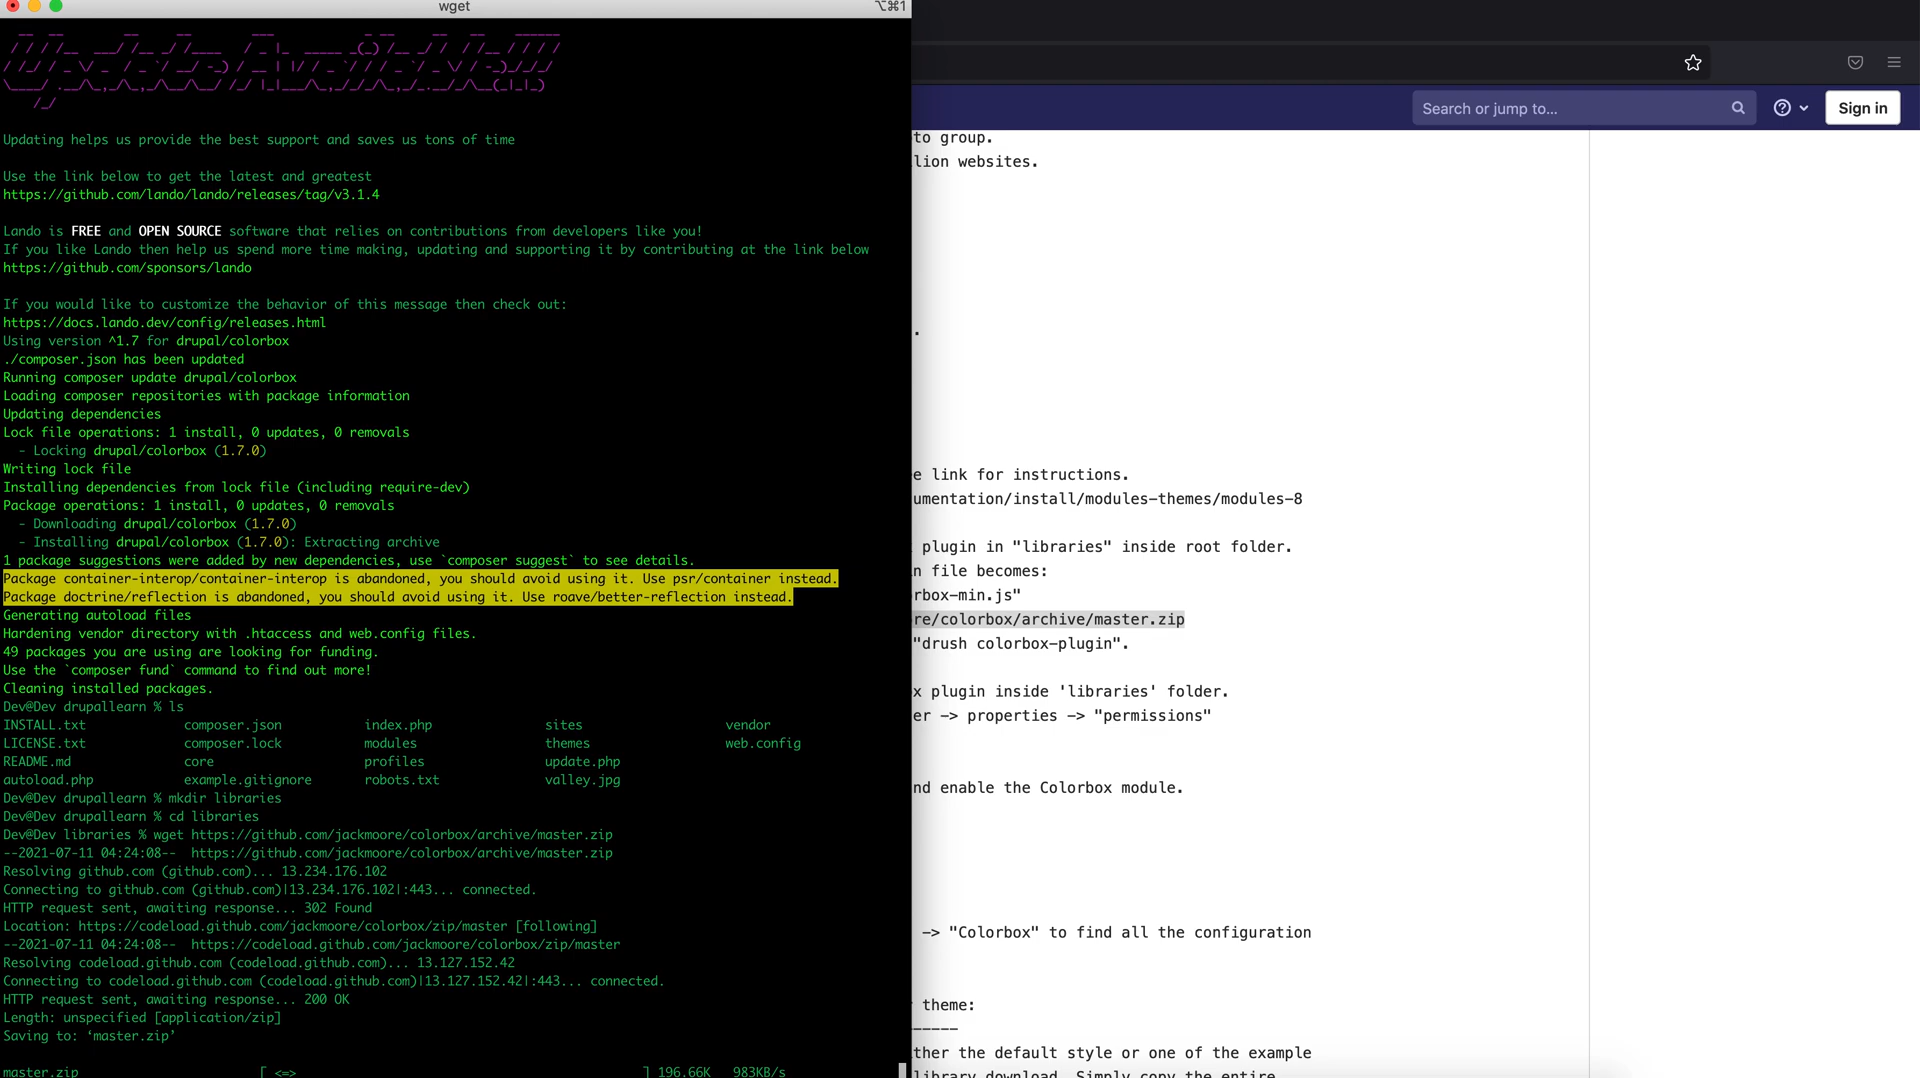 wget
⌥⌘1
Updating helps us provide the best support and saves us tons of time
Use the link below to get the latest and greatest
https://github.com/lando/lando/releases/tag/v3.1.4
Lando is FREE and OPEN SOURCE software that relies on contributions from developers like you!
If you like Lando then help us spend more time making, updating and supporting it by contributing at the link below
https://github.com/sponsors/lando
If you would like to customize the behavior of this message then check out:
https://docs.lando.dev/config/releases.html
Using version ^1.7 for drupal/colorbox
./composer.json has been updated
Running composer update drupal/colorbox
Loading composer repositories with package information
Updating dependencies
Lock file operations: 1 install, 0 updates, 0 removals
- Locking drupal/colorbox (1.7.0)
Writing lock file
Installing dependencies from lock file (including require-dev)
Package operations: 1 install, 0 updates, 0 removals
- Downloading drupal/colorbox (1.7.0)
- Installing drupal/colorbox (1.7.0): Extracting archive
1 package suggestions were added by new dependencies, use `composer suggest` to see details.
Package container-interop/container-interop is abandoned, you should avoid using it. Use psr/container instead.
Package doctrine/reflection is abandoned, you should avoid using it. Use roave/better-reflection instead.
Generating autoload files
Hardening vendor directory with .htaccess and web.config files.
49 packages you are using are looking for funding.
Use the `composer fund` command to find out more!
Cleaning installed packages.
Dev@Dev drupallearn % ls
INSTALL.txt composer.json index.php sites vendor
LICENSE.txt composer.lock modules themes web.config
README.md core profiles update.php
autoload.php example.gitignore robots.txt valley.jpg
Dev@Dev drupallearn % mkdir libraries
Dev@Dev drupallearn % cd libraries
Dev@Dev libraries % wget https://github.com/jackmoore/colorbox/archive/master.zip
--2021-07-11 04:24:08-- https://github.com/jackmoore/colorbox/archive/master.zip
Resolving github.com (github.com)... 13.234.176.102
Connecting to github.com (github.com)|13.234.176.102|:443... connected.
HTTP request sent, awaiting response... 302 Found
Location: https://codeload.github.com/jackmoore/colorbox/zip/master [following]
--2021-07-11 04:24:08-- https://codeload.github.com/jackmoore/colorbox/zip/master
Resolving codeload.github.com (codeload.github.com)... 13.127.152.42
Connecting to codeload.github.com (codeload.github.com)|13.127.152.42|:443... connected.
HTTP request sent, awaiting response... 200 OK
Length: unspecified [application/zip]
Saving to: ‘master.zip’
master.zip [ <=> ] 196.66K 983KB/s
Search or jump to...
Sign in
to group.
lion websites.
.
e link for instructions.
umentation/install/modules-themes/modules-8
plugin in "libraries" inside root folder.
n file becomes:
rbox-min.js"
re/colorbox/archive/master.zip
"drush colorbox-plugin".
x plugin inside 'libraries' folder.
er -> properties -> "permissions"
nd enable the Colorbox module.
-> "Colorbox" to find all the configuration
theme:
-----
ther the default style or one of the example
library download. Simply copy the entire